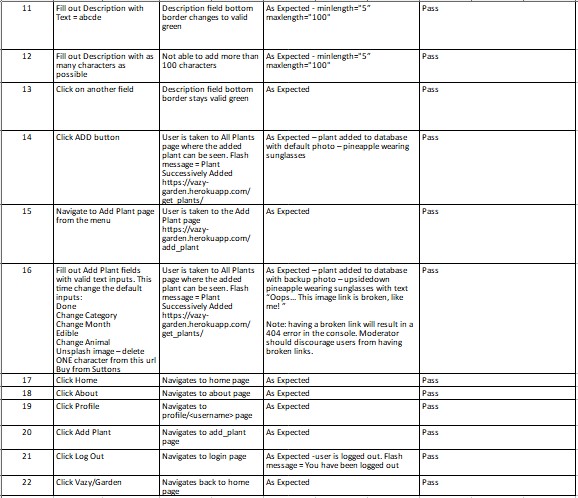 11
Fill out Description with
Text = abcde
Description field bottom
border changes to valid
green
As Expected - minlength="5"
maxlength="100"
Pass
12
Fill out Description with as
many characters as
possible
Not able to add more than
100 characters
As Expected - minlength="5"
maxlength="100"
Pass
13
Click on another field
Description field bottom
border stays valid green
As Expected
Pass
14
Click ADD button
User is taken to All Plants
page where the added
plant can be seen. Flash
message = Plant
Successively Added
https://vazy-
garden.herokuapp.com/
get_plants/
As Expected – plant added to database
with default photo – pineapple wearing
sunglasses
Pass
15
Navigate to Add Plant page
from the menu
User is taken to the Add
Plant page
https://vazy-
garden.herokuapp.com/
add_plant
As Expected
Pass
16
Fill out Add Plant fields
with valid text inputs. This
time change the default
inputs:
Done
Change Category
Change Month
Edible
Change Animal
Unsplash image – delete
ONE character from this url
Buy from Suttons
User is taken to All Plants
page where the added
plant can be seen. Flash
message = Plant
Successively Added
https://vazy-
garden.herokuapp.com/
get_plants/
As Expected – plant added to database
with backup photo – upsidedown
pineapple wearing sunglasses with text
"Oops... This image link is broken, like
me! "
Note: having a broken link will result in a
404 error in the console. Moderator
should discourage users from having
broken links.
Pass
17
Click Home
Navigates to home page
As Expected
Pass
18
Click About
Navigates to about page
As Expected
Pass
19
Click Profile
Navigates to
profile/<username> page
As Expected
Pass
20
Click Add Plant
Navigates to add_plant
page
As Expected
Pass
21
Click Log Out
Navigates to login page
As Expected -user is logged out. Flash
message = You have been logged out
Pass
22
Click Vazy/Garden
Navigates back to home
page
As Expected
Pass